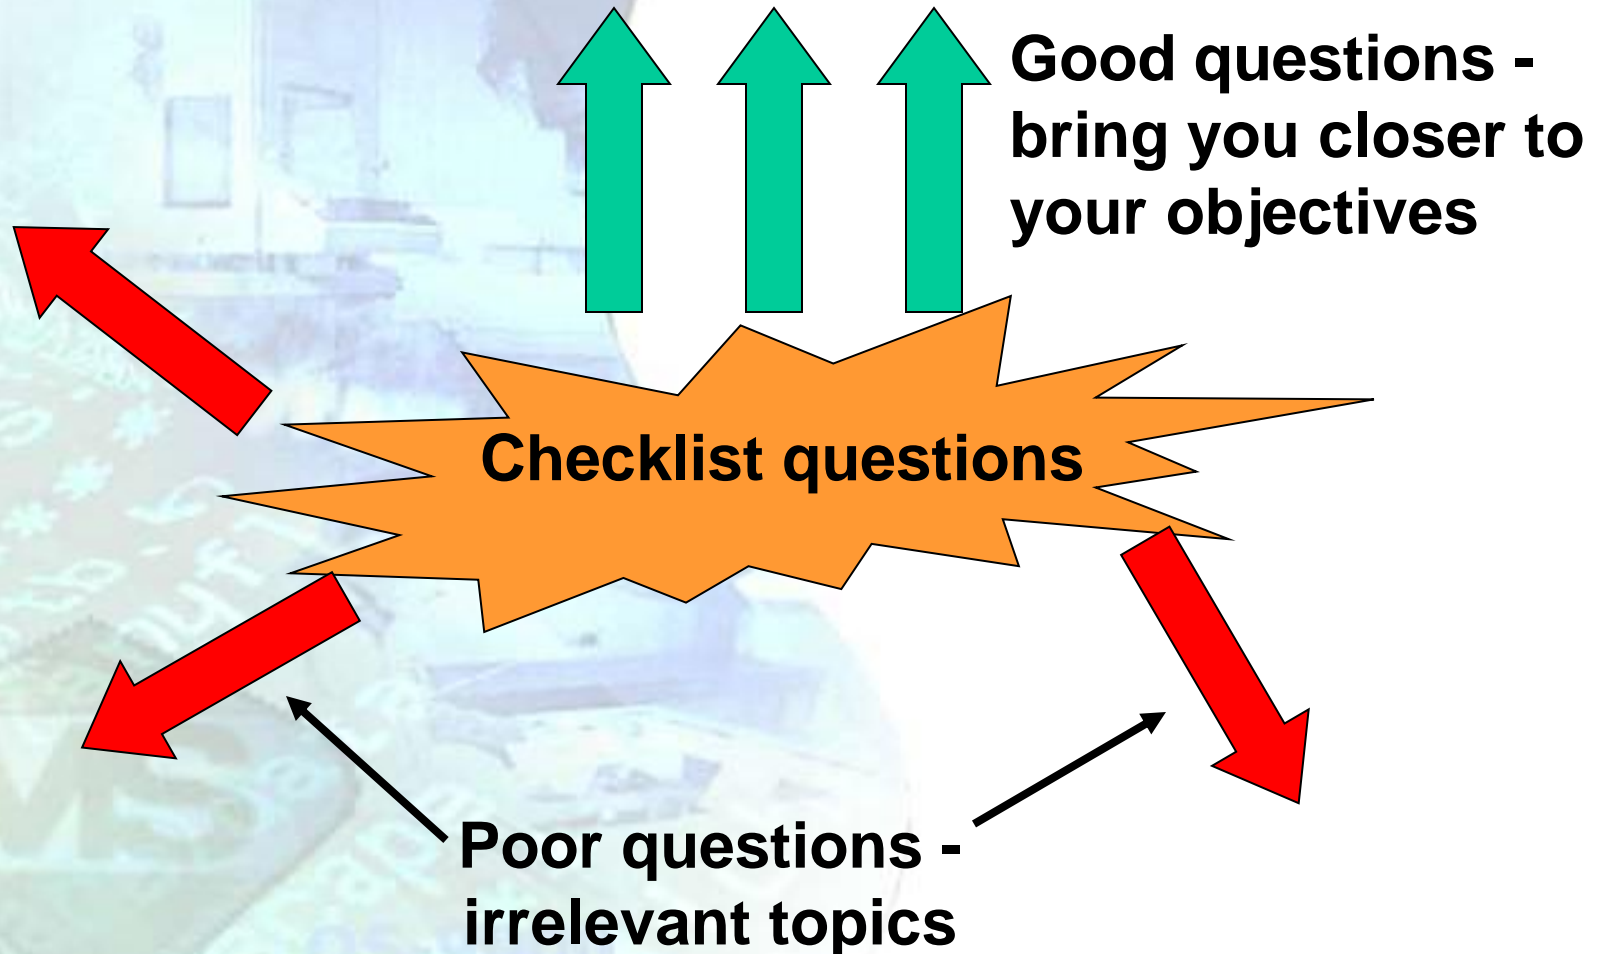 Good questions -
bring you closer to
your objectives
Checklist questions
Poor questions -
irrelevant topics